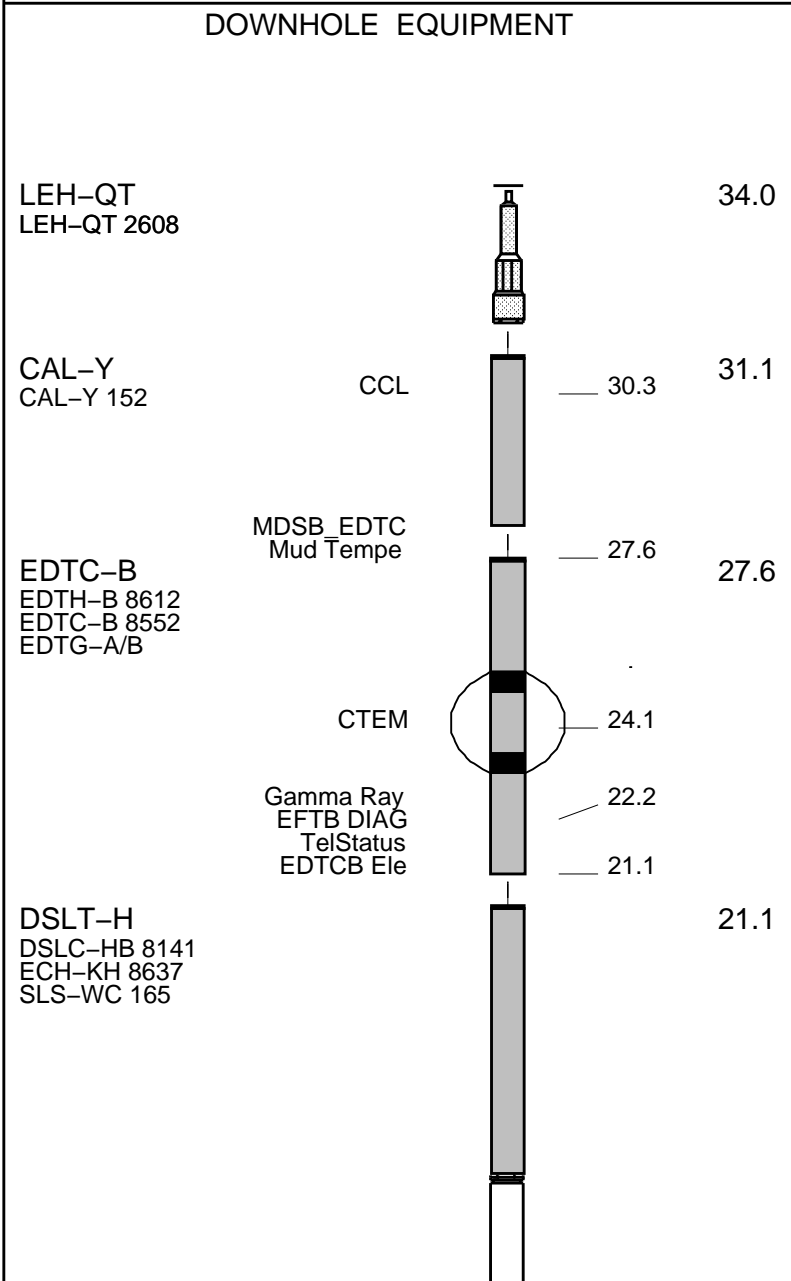 DOWNHOLE EQUIPMENT
LEH−QT
LEH−QT 2608
34.0
CAL−Y
CAL−Y 152
CCL
30.3
31.1
MDSB_EDTC
Mud Tempe
27.6
EDTC−B
EDTH−B 8612
EDTC−B 8552
EDTG−A/B
27.6
CTEM
24.1
Gamma Ray
22.2
EFTB DIAG
TelStatus
EDTCB Ele
21.1
DSLT−H
DSLC−HB 8141
ECH−KH 8637
SLS−WC 165
21.1